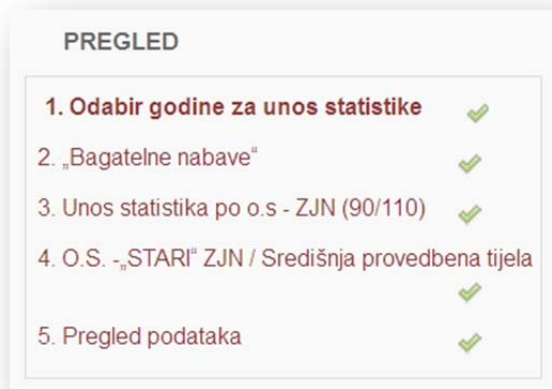 PREGLED
1. Odabir godine za unos statistike
2. „Bagatelne nabave“
3. Unos statistika po o.s - ZJN (90/110)
4. O.S. -„STARI“ ZJN / Središnja provedbena tijela
5. Pregled podataka